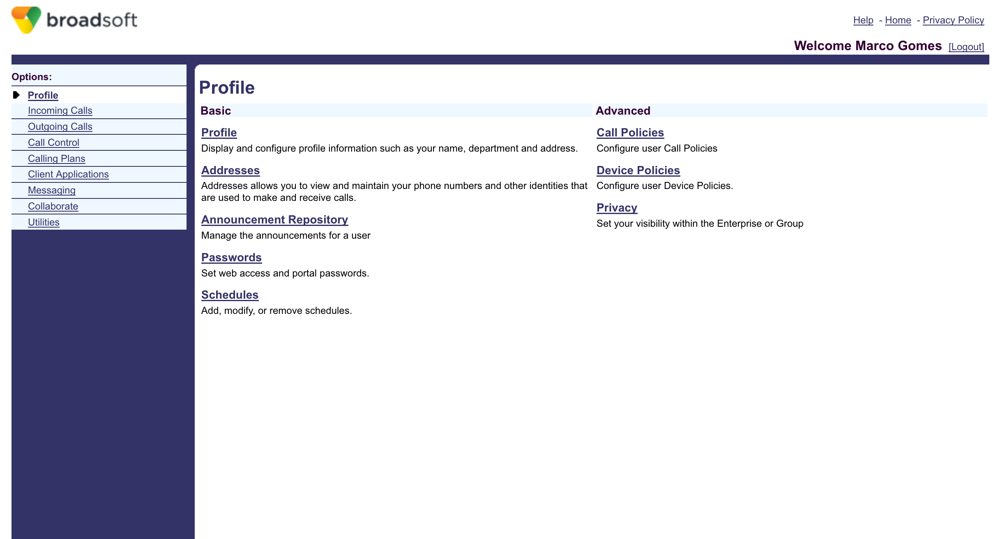 broadsoft
Help - Home - Privacy Policy
Welcome Marco Gomes [Logout]
Options:
Profile
Incoming Calls
Outgoing Calls
Call Control
Calling Plans
Client Applications
Messaging
Collaborate
Utilities
Profile
Basic
Profile
Display and configure profile information such as your name, department and address.
Addresses
Addresses allows you to view and maintain your phone numbers and other identities that
are used to make and receive calls.
Announcement Repository
Manage the announcements for a user
Passwords
Set web access and portal passwords.
Schedules
Add, modify, or remove schedules.
Advanced
Call Policies
Configure user Call Policies
Device Policies
Configure user Device Policies.
Privacy
Set your visibility within the Enterprise or Group